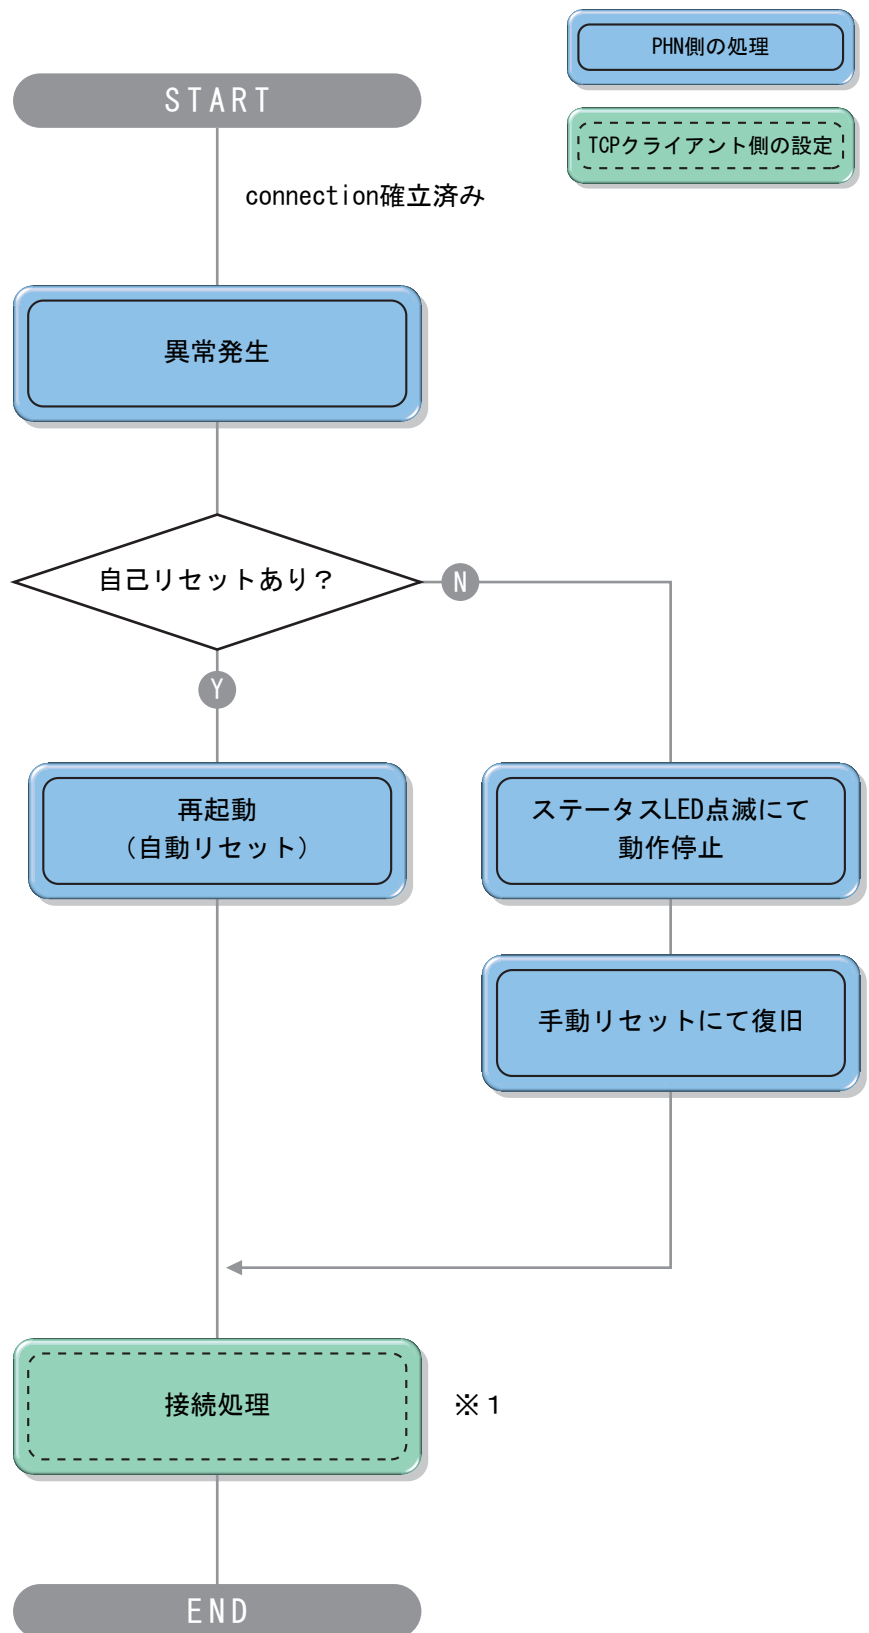 PHN側の処理
TCPクライアント側の設定
START
connection確立済み
異常発生
自己リセットあり？
N
Y
再起動
（自動リセット）
ステータスLED点滅にて
動作停止
手動リセットにて復旧
接続処理
※１
END